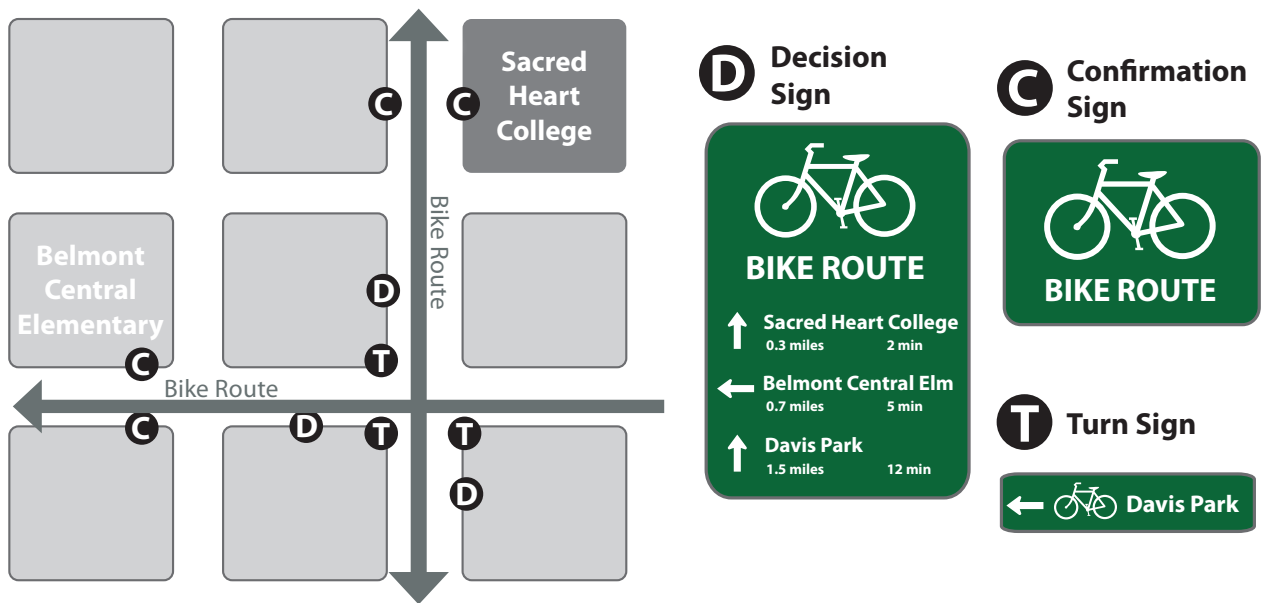 Sacred
Heart
College
C
C
Bike Route
Belmont
Central
Elementary
D
T
C
Bike Route
C
D
T
T
D
D
Decision
Sign
BIKE ROUTE
Sacred Heart College
0.3 miles 2 min
Belmont Central Elm
0.7 miles 5 min
Davis Park
1.5 miles 12 min
C
Confirmation
Sign
BIKE ROUTE
T
Turn Sign
Davis Park